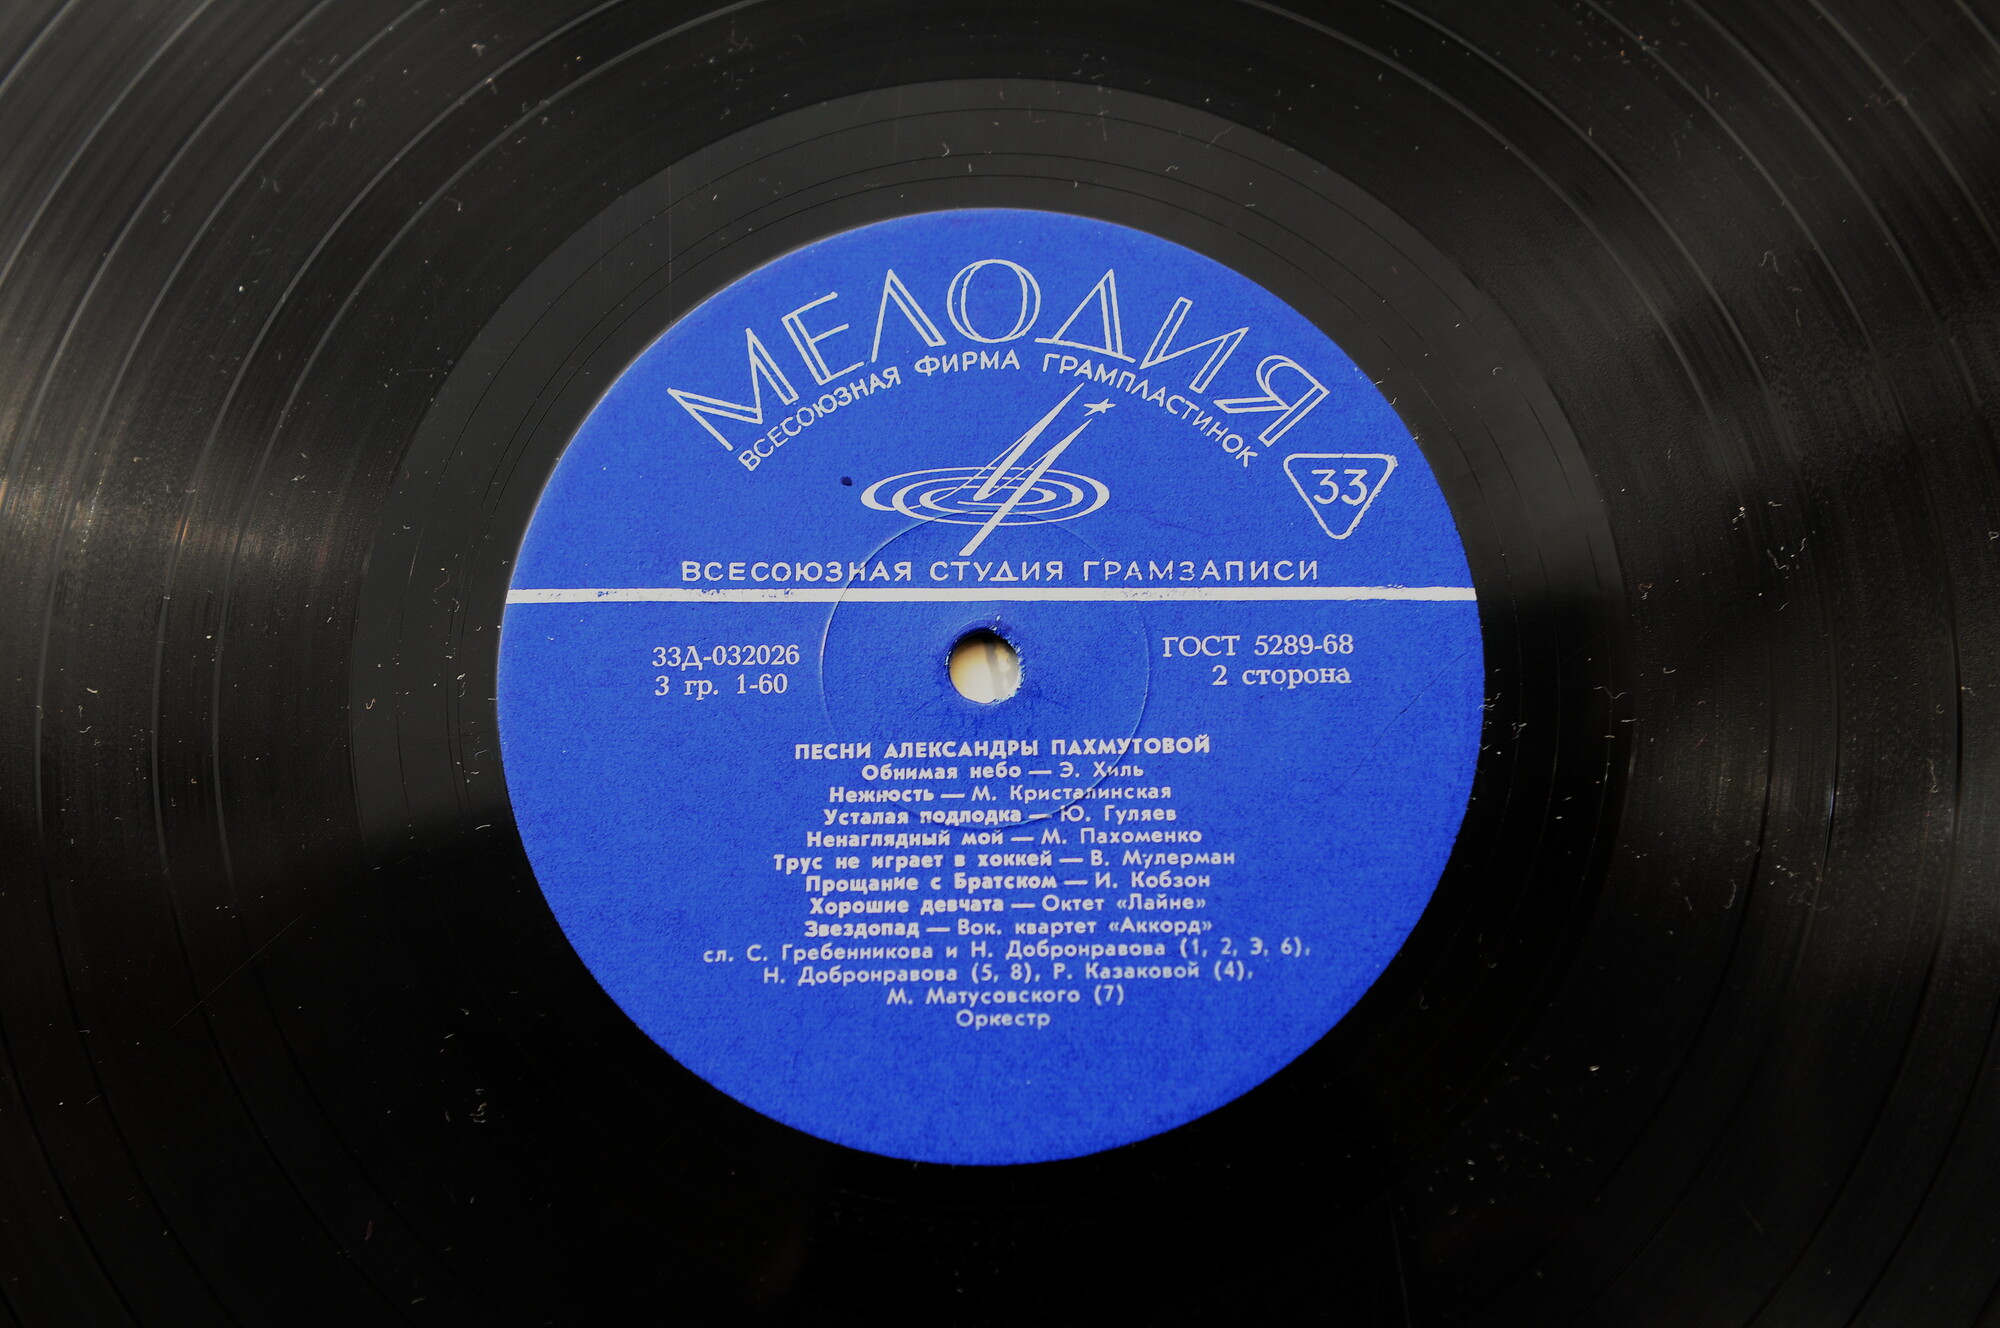 МЕЛОДИЯ
ВСЕСОЮЗНАЯ ФИРМА ГРАМПЛАСТИНОК
33
ВСЕСОЮЗНАЯ СТУДИЯ ГРАМЗАПИСИ
33Д-032026
3 гр. 1-60
ГОСТ 5289-68
2 сторона
ПЕСНИ АЛЕКСАНДРЫ ПАХМУТОВОЙ
Обнимая небо — Э. Хиль
Нежность — М. Кристалинская
Усталая подлодка — Ю. Гуляев
Ненаглядный мой — М. Пахоменко
Трус не играет в хоккей — В. Мулерман
Прощание с Братском — И. Кобзон
Хорошие девчата — Октет «Лайне»
Звездопад — Вок. квартет «Аккорд»
сл. С. Гребенникова и Н. Добронравова (1, 2, 3, 6),
Н. Добронравова (5, 8), Р. Казаковой (4),
М. Матусовского (7)
Оркестр